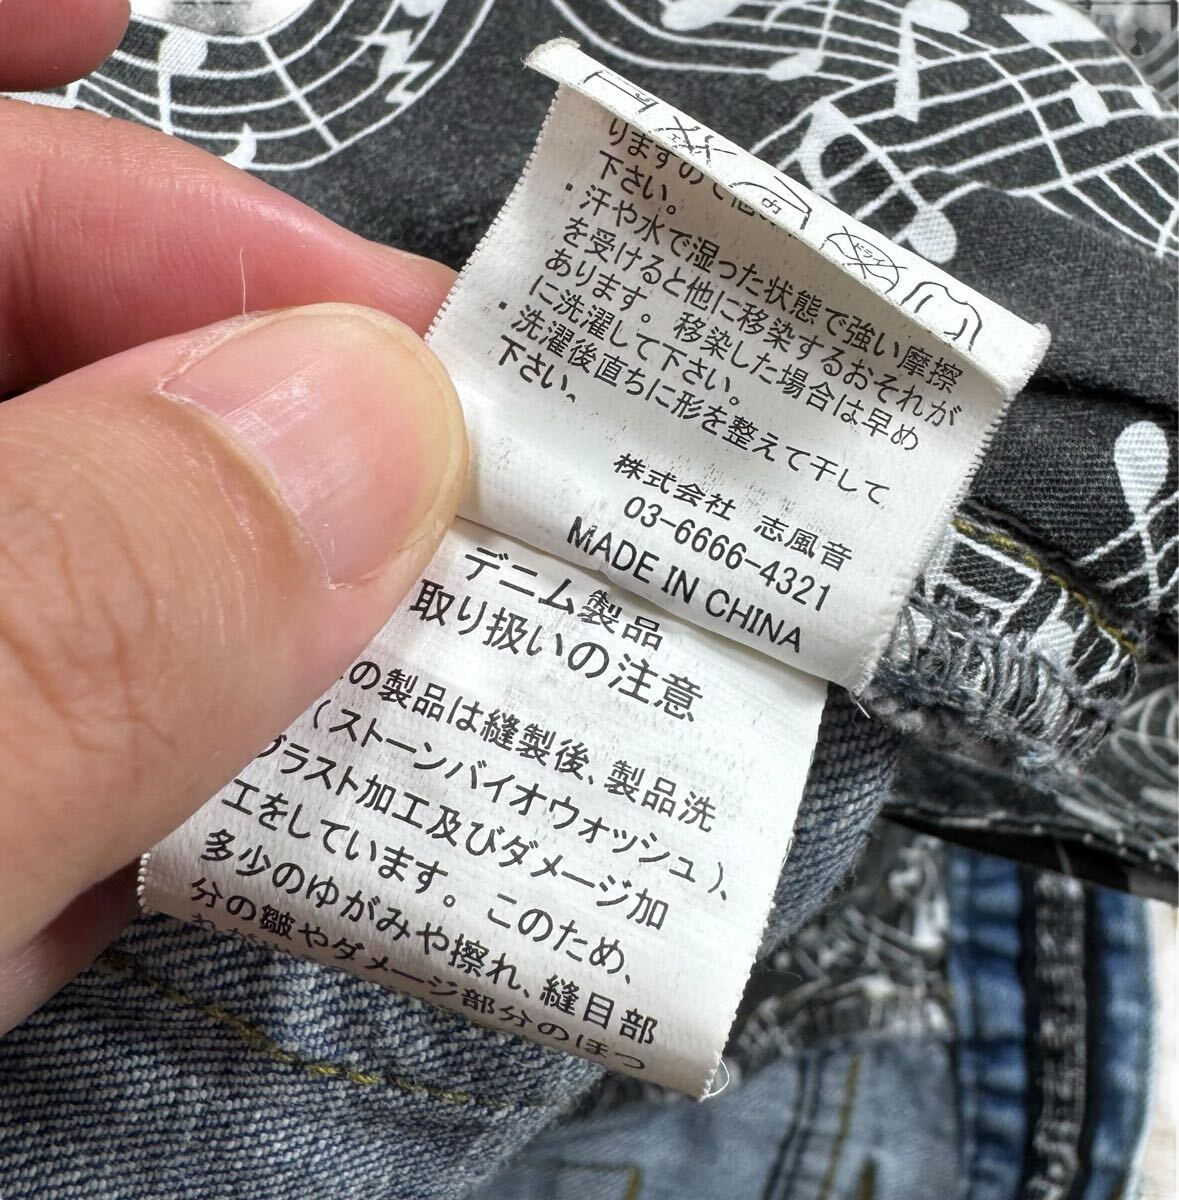 ドライ
りますので他
下さい。
・汗や水で湿った状態で強い摩擦
を受けると他に移染するおそれが
あります。移染した場合は早め
に洗濯して下さい。
・洗濯後直ちに形を整えて干して
下さい。
株式会社 志風音
03-6666-4321
MADE IN CHINA
デニム製品
取り扱いの注意
の製品は縫製後、製品洗
(ストーンバイオウォッシュ)、
ブラスト加工及びダメージ加
工をしています。このため、
多少のゆがみや擦れ、縫目部
分の皺やダメージ部分のほつ